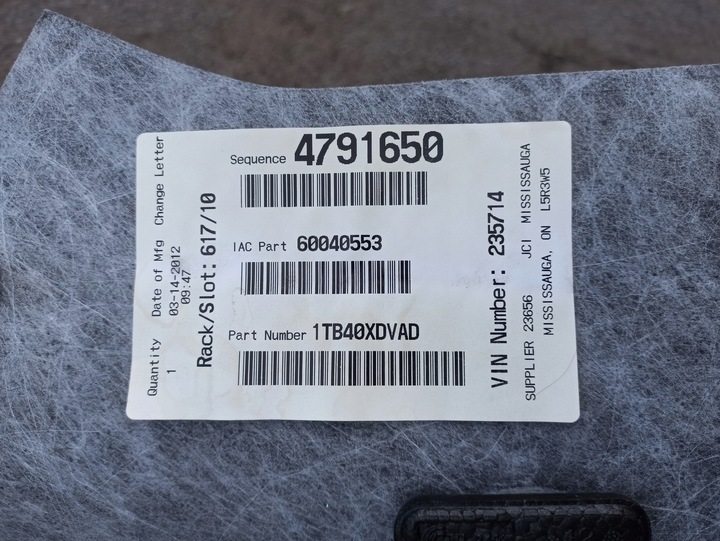 Sequence 4791650
IAC Part 60040553
Part Number 1TB40XDVAD
Quantity Date of Mfg Change Letter
1 03-14-2012
09:47
Rack/Slot: 617/10
VIN Number: 235714
SUPPLIER 23656 JCI MISSISSAUGA
MISSISSAUGA, ON L5R3W5